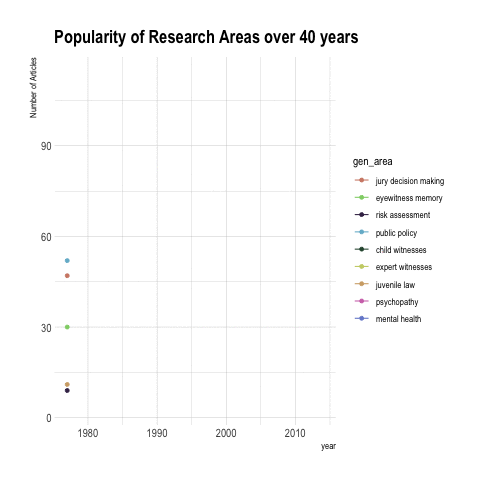 Popularity of Research Areas over 40 years
Number of Articles
90
60
30
0
1980 1990 2000 2010
year
gen_area
jury decision making
eyewitness memory
risk assessment
public policy
child witnesses
expert witnesses
juvenile law
psychopathy
mental health